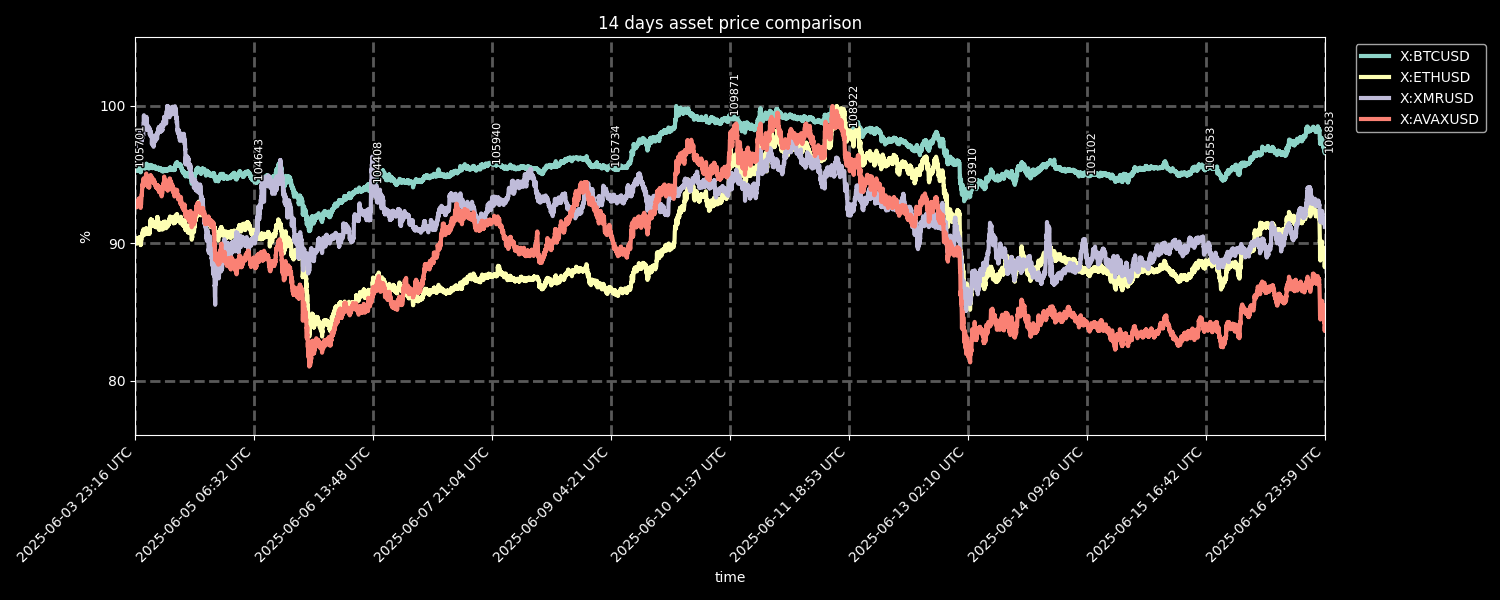 14 days asset price comparison
X:BTCUSD
X:ETHUSD
X:XMRUSD
X:AVAXUSD
100
90
80
%
105701
104643
104408
105940
105734
109871
108922
103910
105102
105553
106853
2025-06-03 23:16 UTC
2025-06-05 06:32 UTC
2025-06-06 13:48 UTC
2025-06-07 21:04 UTC
2025-06-09 04:21 UTC
2025-06-10 11:37 UTC
2025-06-11 18:53 UTC
2025-06-13 02:10 UTC
2025-06-14 09:26 UTC
2025-06-15 16:42 UTC
2025-06-16 23:59 UTC
time